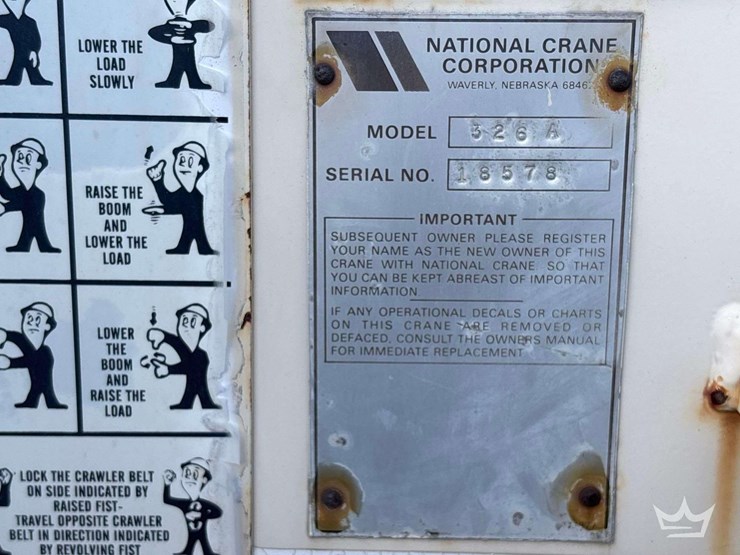 LOWER THE
LOAD
SLOWLY
RAISE THE
BOOM
AND
LOWER THE
LOAD
LOWER
THE
BOOM
AND
RAISE THE
LOAD
LOCK THE CRAWLER BELT
ON SIDE INDICATED BY
RAISED FIST-
TRAVEL OPPOSITE CRAWLER
BELT IN DIRECTION INDICATED
BY REVOLVING FIST
NATIONAL CRANE
CORPORATION
WAVERLY, NEBRASKA
MODEL 326 A
SERIAL NO. 18578
IMPORTANT
SUBSEQUENT OWNER PLEASE REGISTER
YOUR NAME AS THE NEW OWNER OF THIS
CRANE WITH NATIONAL CRANE SO THAT
YOU CAN BE KEPT ABREAST OF IMPORTANT
INFORMATION
IF ANY OPERATIONAL DECALS OR CHARTS
ON THIS CRANE ARE REMOVED OR
DEFACED, CONSULT THE OWNERS MANUAL
FOR IMMEDIATE REPLACEMENT